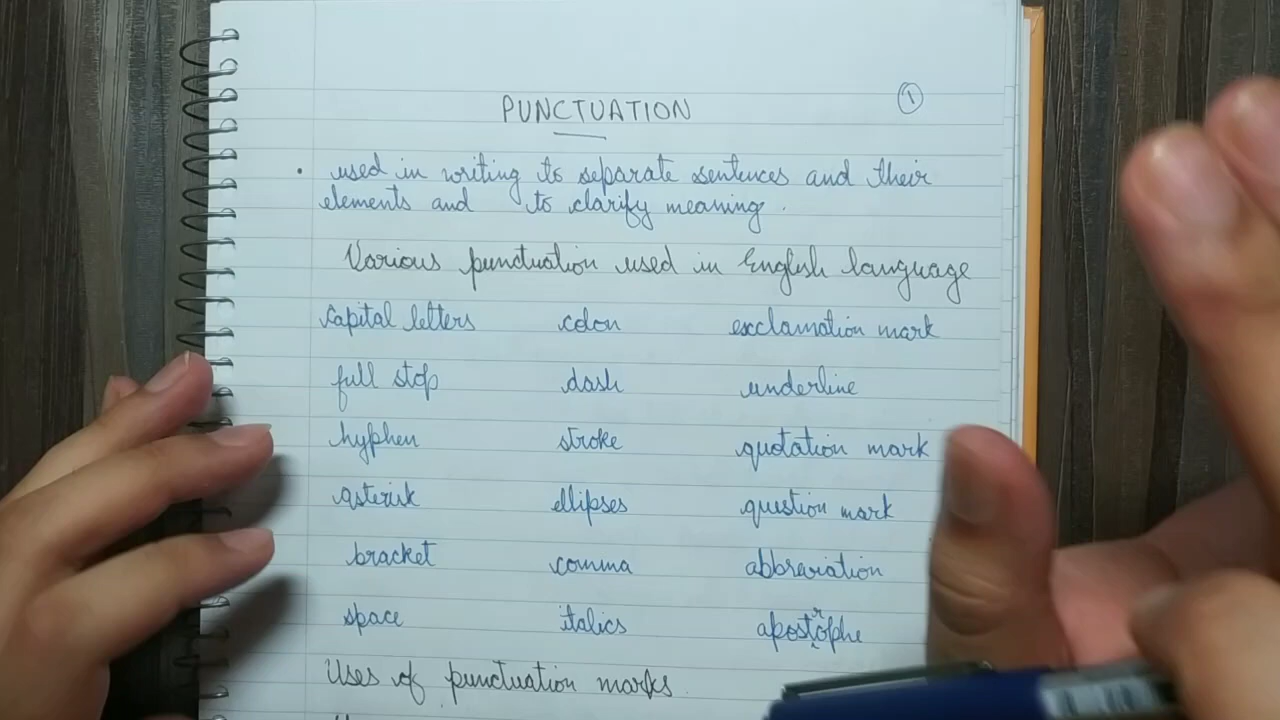 PUNCTUATION 1
• used in writing to separate sentences and their
elements and to clarify meaning.
Various punctuation used in English language
Capital letters colon exclamation mark
full stop dash underline
hyphen stroke quotation mark
asterik ellipses question mark
bracket comma abbreviation
space italics apostrophe
Uses of punctuation marks.